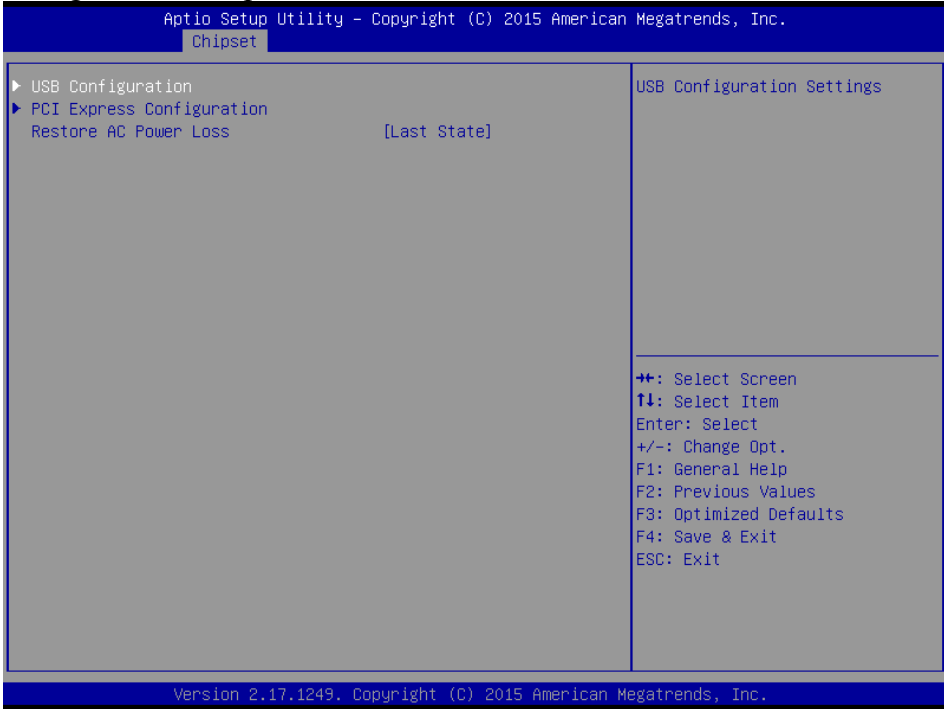 Aptio Setup Utility – Copyright (C) 2015 American Megatrends, Inc.
Chipset
▶ USB Configuration
▶ PCI Express Configuration
Restore AC Power Loss [Last State]
USB Configuration Settings
→←: Select Screen
↑↓: Select Item
Enter: Select
+/-: Change Opt.
F1: General Help
F2: Previous Values
F3: Optimized Defaults
F4: Save & Exit
ESC: Exit
Version 2.17.1249. Copyright (C) 2015 American Megatrends, Inc.